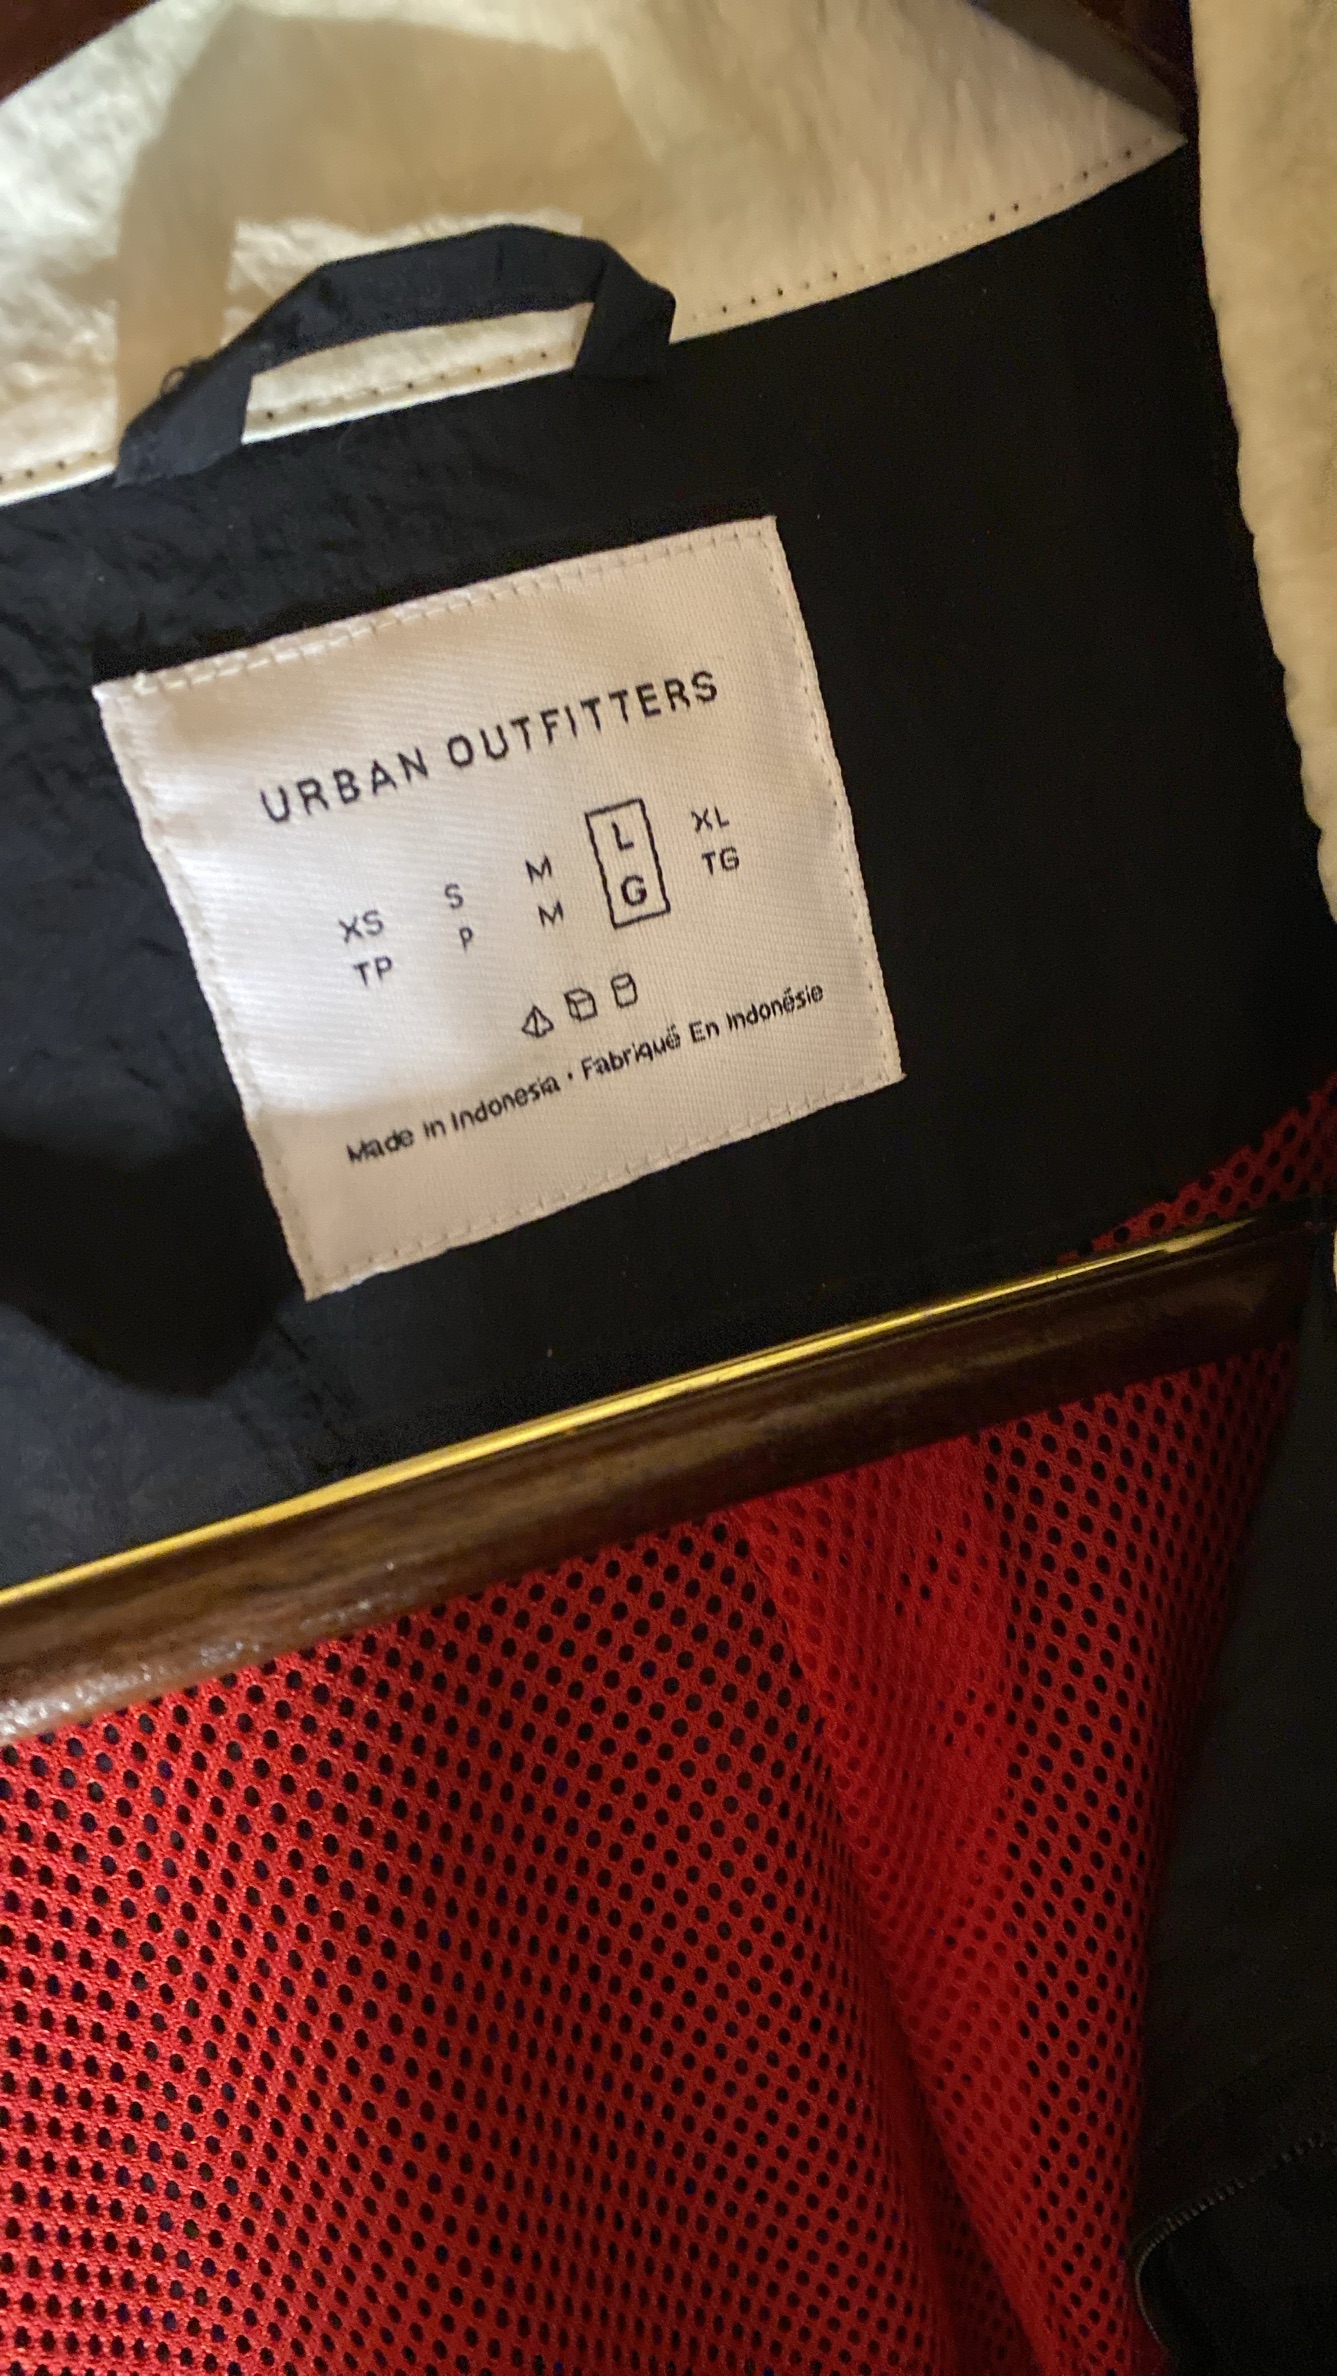 URBAN OUTFITTERS
XS S M L XL
TP P M G TG
Made in Indonesia · Fabriqué En Indonésie